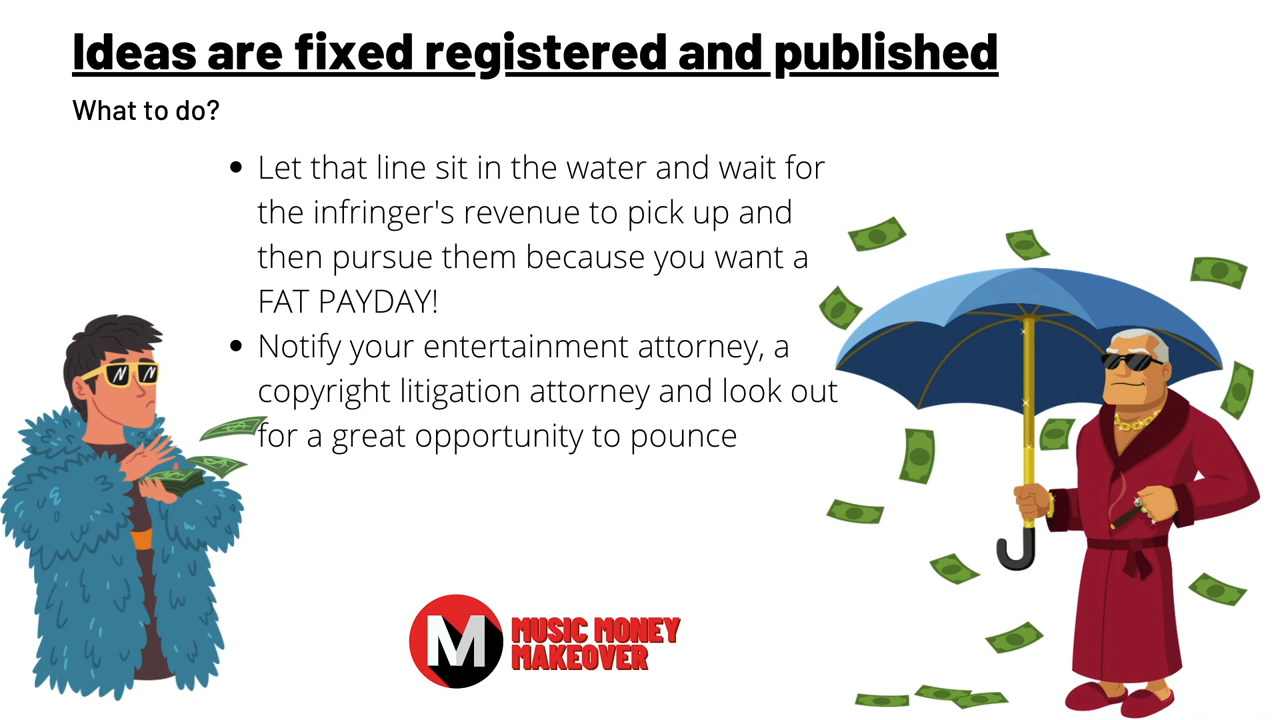 Ideas are fixed registered and published
What to do?
• Let that line sit in the water and wait for
the infringer's revenue to pick up and
then pursue them because you want a
FAT PAYDAY!
• Notify your entertainment attorney, a
copyright litigation attorney and look out
for a great opportunity to pounce
M
MUSIC MONEY
MAKEOVER